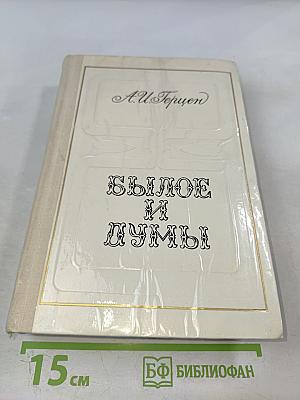 А. И. Герцен
БЫЛОЕ
И
ДУМЫ
15 см
БФ БИБЛИОФАН